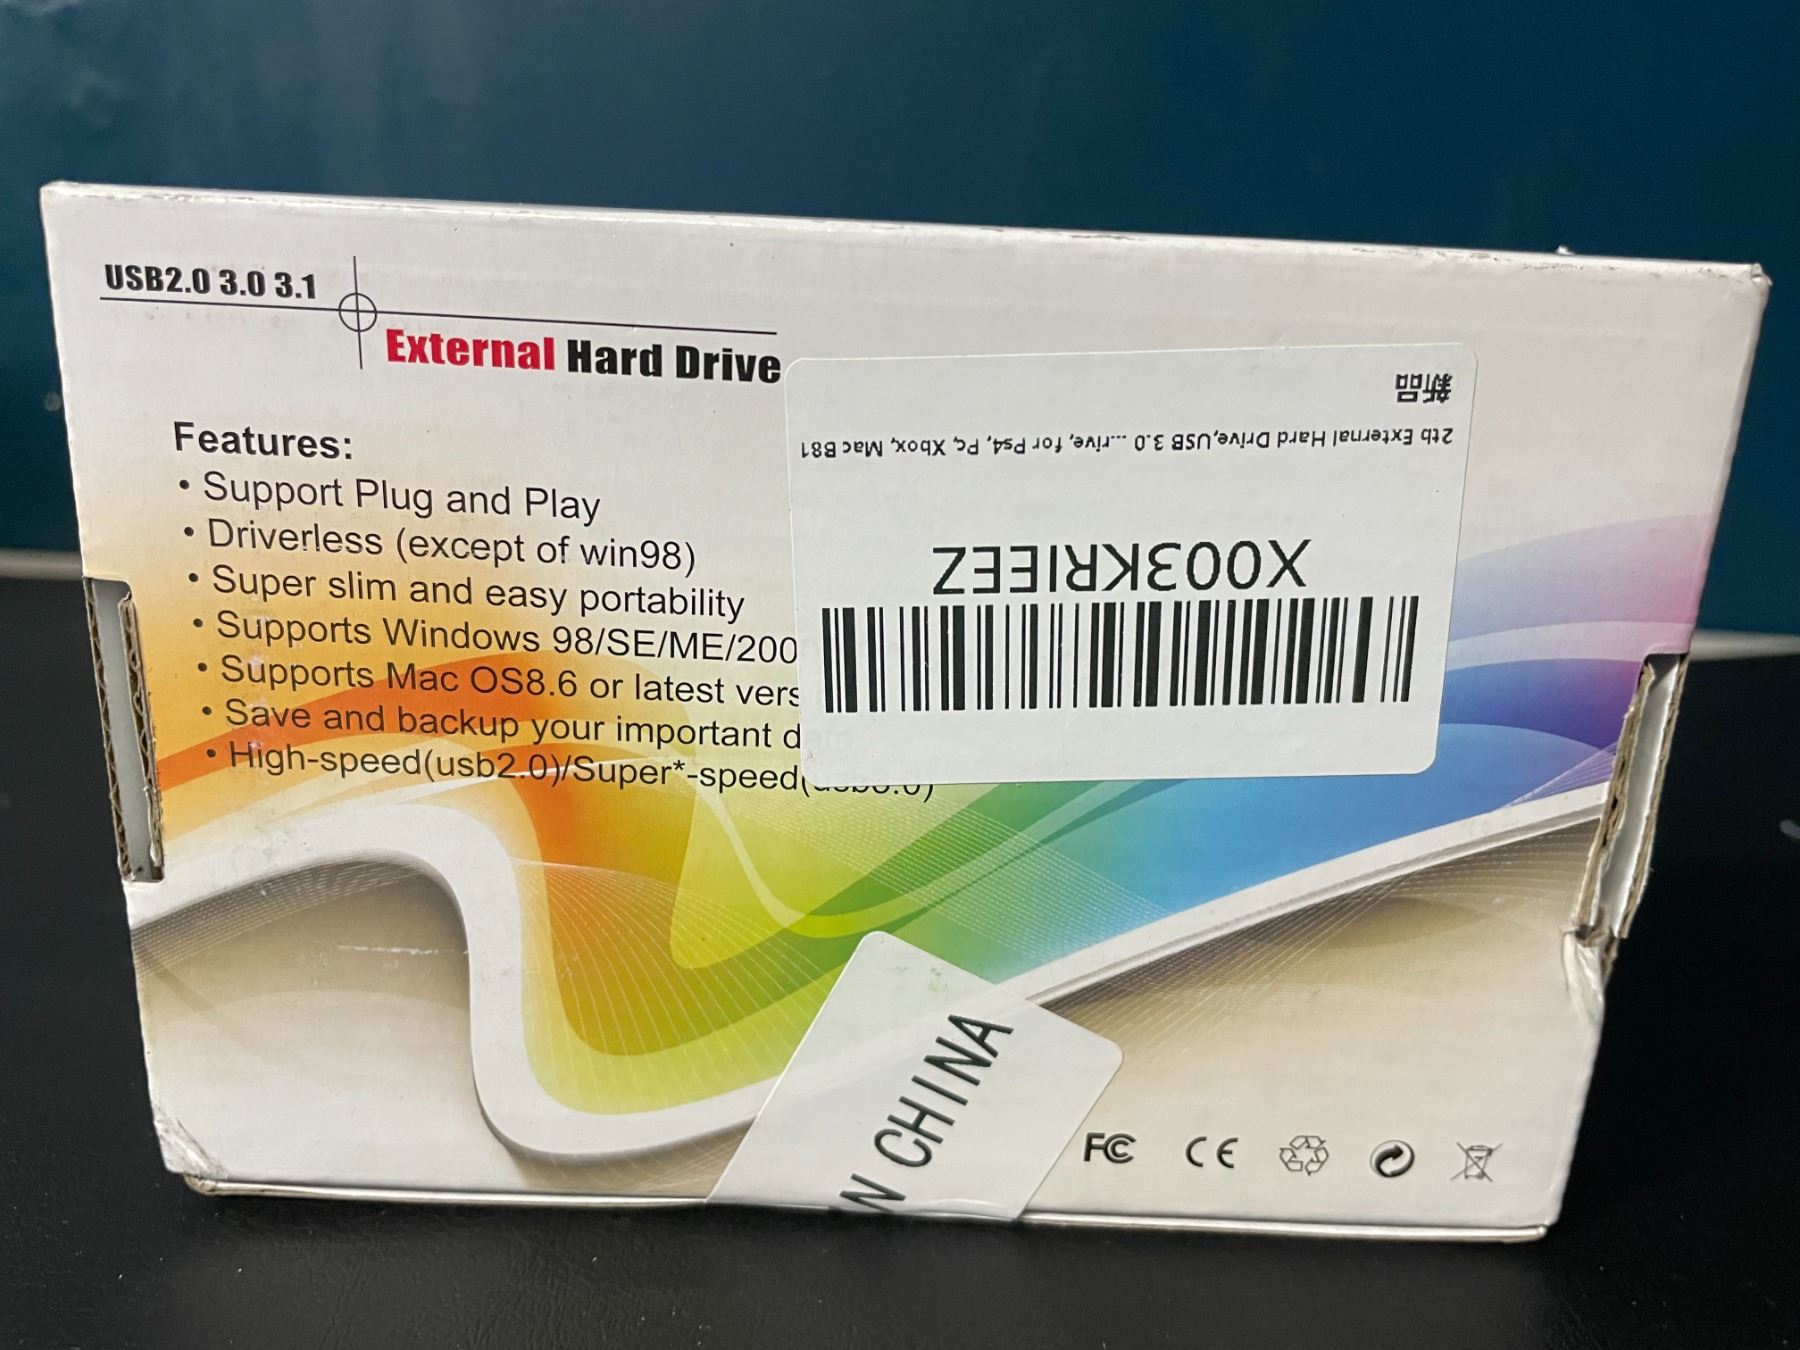 USB2.0 3.0 3.1
External Hard Drive
Features:
• Support Plug and Play
• Driverless (except of win98)
• Super slim and easy portability
• Supports Windows 98/SE/ME/200
• Supports Mac OS8.6 or latest vers
• Save and backup your important d
• High-speed(usb2.0)/Super*-speed(usb3.0)
X003KRIEEZ
2tb External Hard Drive,USB 3.0 ...rive, for Ps4, Pc, Xbox, Mac B81
新品
N CHINA
FC CE